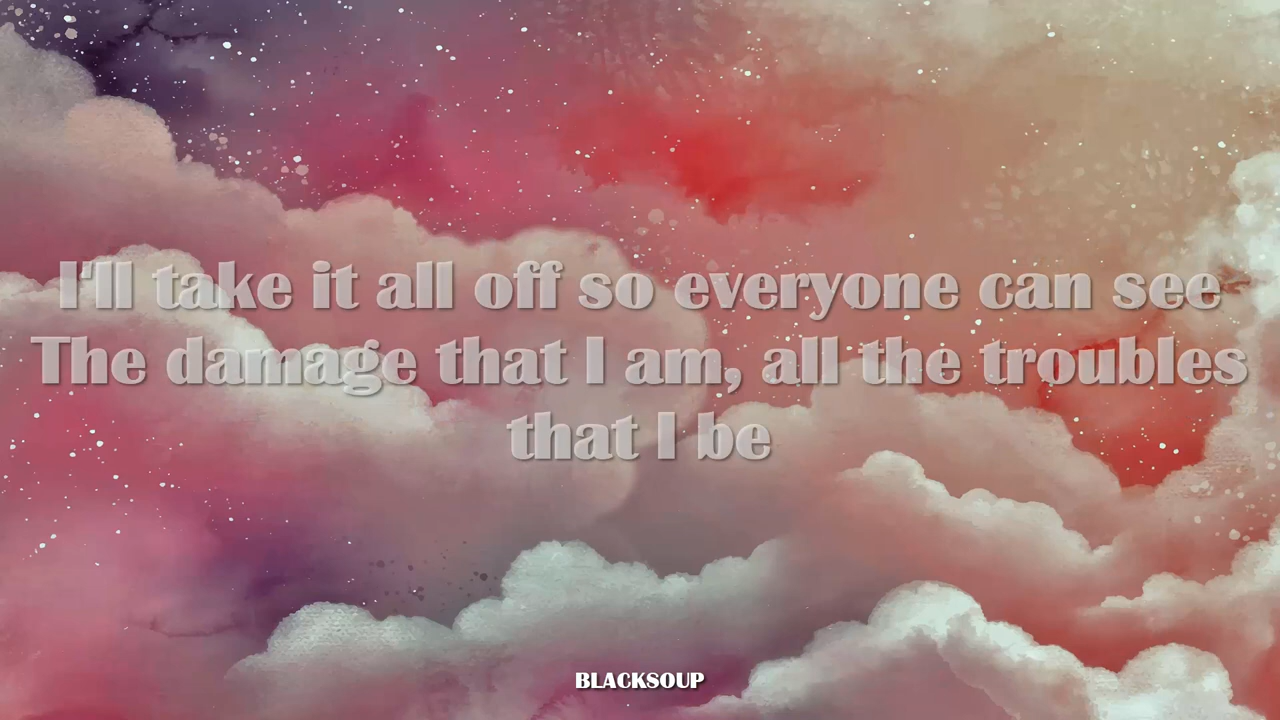 I'll take it all off so everyone can see
The damage that I am, all the troubles
that I be
BLACKSOUP